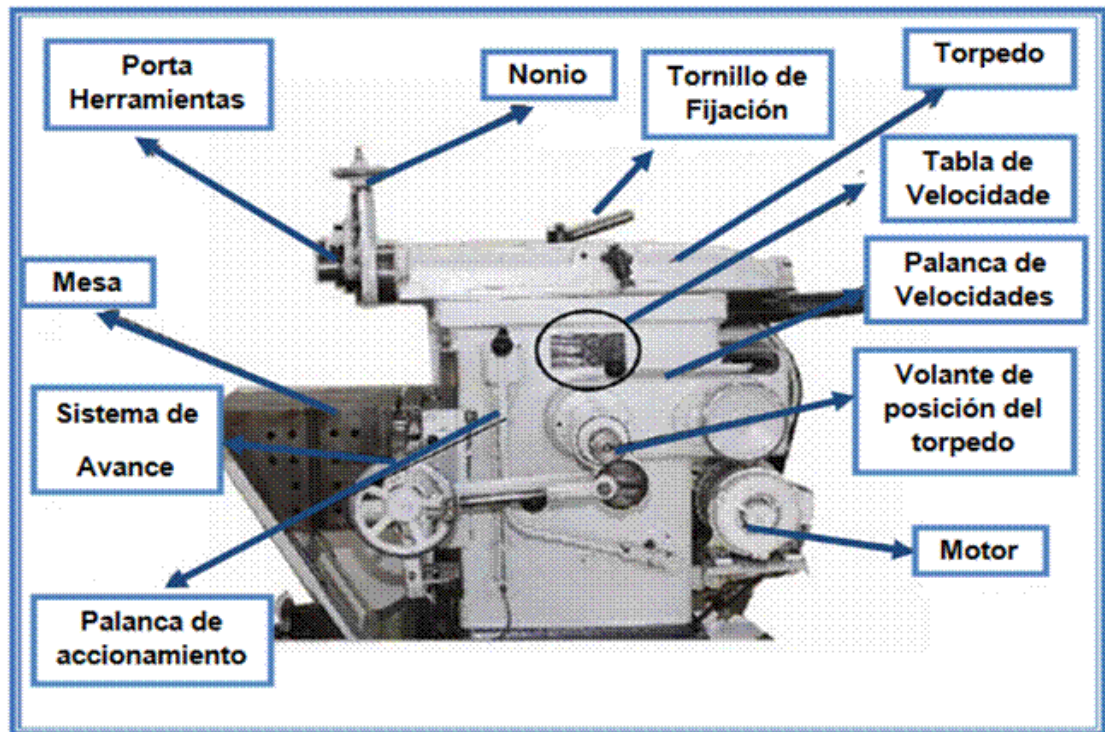 Porta
Herramientas
Nonio
Tornillo de
Fijación
Torpedo
Tabla de
Velocidade
Palanca de
Velocidades
Mesa
Sistema de
Avance
Volante de
posición del
torpedo
Motor
Palanca de
accionamiento